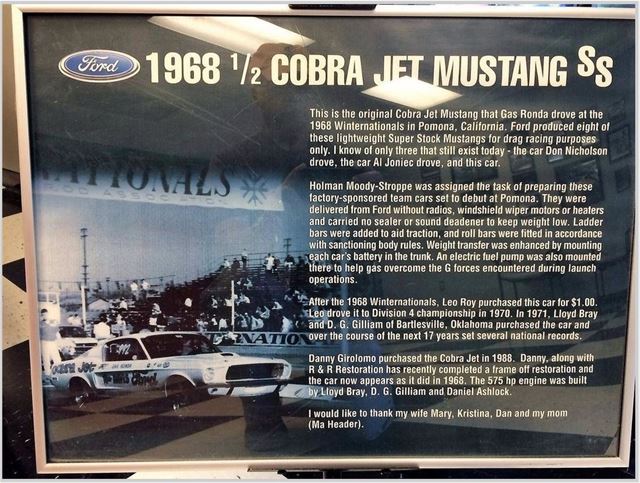 Ford 1968 1/2 COBRA JET MUSTANG SS
This is the original Cobra Jet Mustang that Gas Ronda drove at the
1968 Winternationals in Pomona, California. Ford produced eight of
these lightweight Super Stock Mustangs for drag racing purposes
only. I know of only three that still exist today - the car Don Nicholson
drove, the car Al Joniec drove, and this car.
Holman Moody-Stroppe was assigned the task of preparing these
factory-sponsored team cars set to debut at Pomona. They were
delivered from Ford without radios, windshield wiper motors or heaters
and carried no sealer or sound deadener to keep weight low. Ladder
bars were added to aid traction, and roll bars were fitted in accordance
with sanctioning body rules. Weight transfer was enhanced by mounting
each car's battery in the trunk. An electric fuel pump was also mounted
there to help gas overcome the G forces encountered during launch
operations.
After the 1968 Winternationals, Leo Roy purchased this car for $1.00.
Leo drove it to Division 4 championship in 1970. In 1971, Lloyd Bray
and D. G. Gilliam of Bartlesville, Oklahoma purchased the car and
over the course of the next 17 years set several national records.
Danny Girolomo purchased the Cobra Jet in 1988. Danny, along with
R & R Restoration has recently completed a frame off restoration and
the car now appears as it did in 1968. The 575 hp engine was built
by Lloyd Bray, D. G. Gilliam and Daniel Ashlock.
I would like to thank my wife Mary, Kristina, Dan and my mom
(Ma Header).
NATIONALS
NATION
Cobra Jet